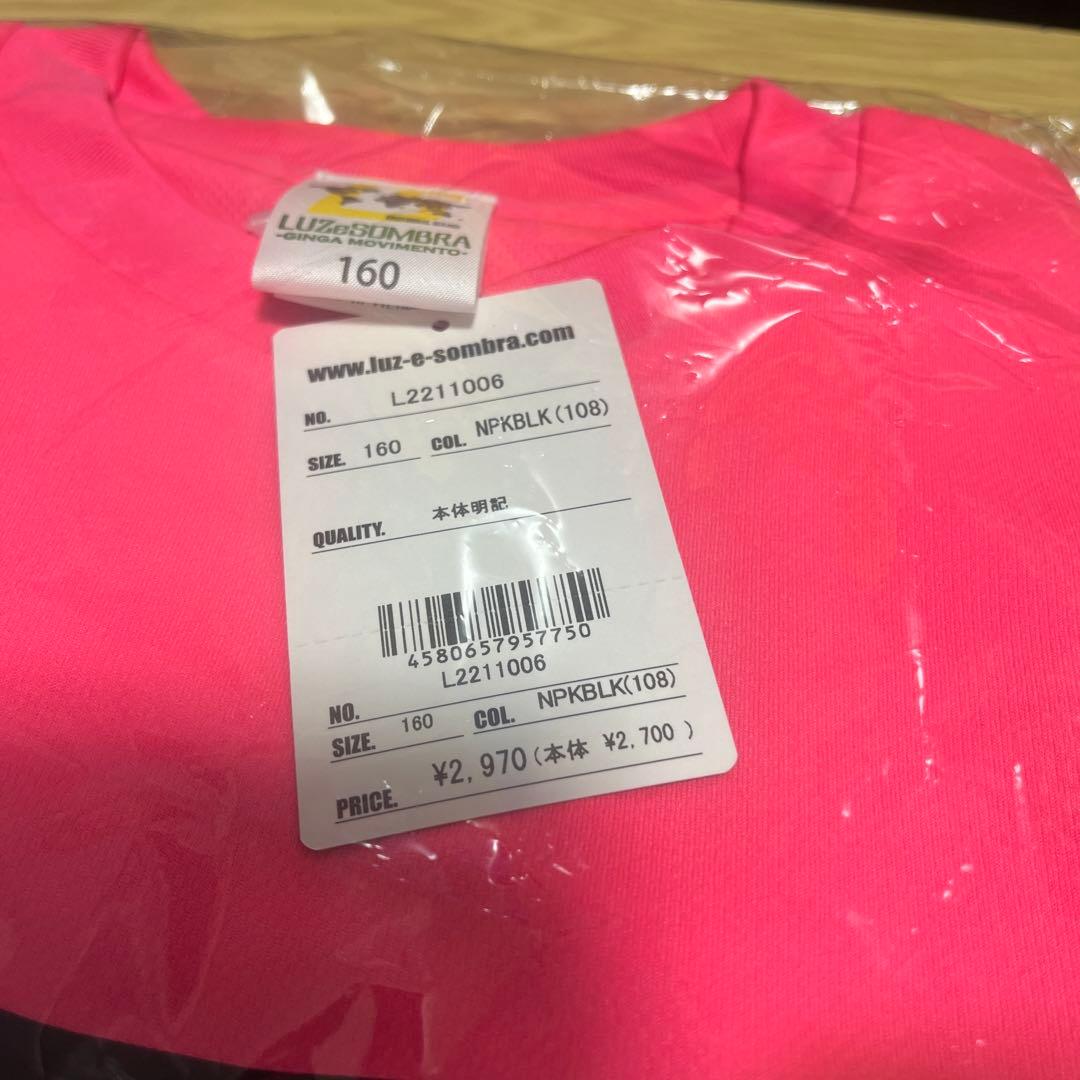 LUZeSOMBRA
-GINGA MOVIMENTO-
160
www.luz-e-sombra.com
NO. L2211006
SIZE. 160 COL. NPKBLK(108)
QUALITY. 本体明記
4580657957750
L2211006
NO.
SIZE. 160 COL. NPKBLK(108)
PRICE. ¥2,970(本体 ¥2,700 )